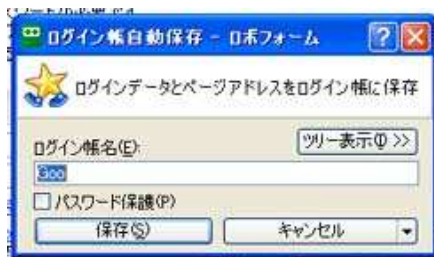 ログイン帳自動保存 - ロボフォーム
ログインデータとページアドレスをログイン帳に保存
ログイン帳名(E):
ツリー表示① >>
Goo
パスワード保護(P)
保存(S)
キャンセル